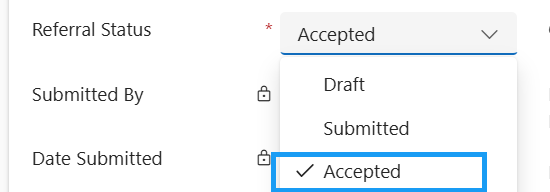 Referral Status * Accepted
Draft
Submitted By
Submitted
Date Submitted
Accepted